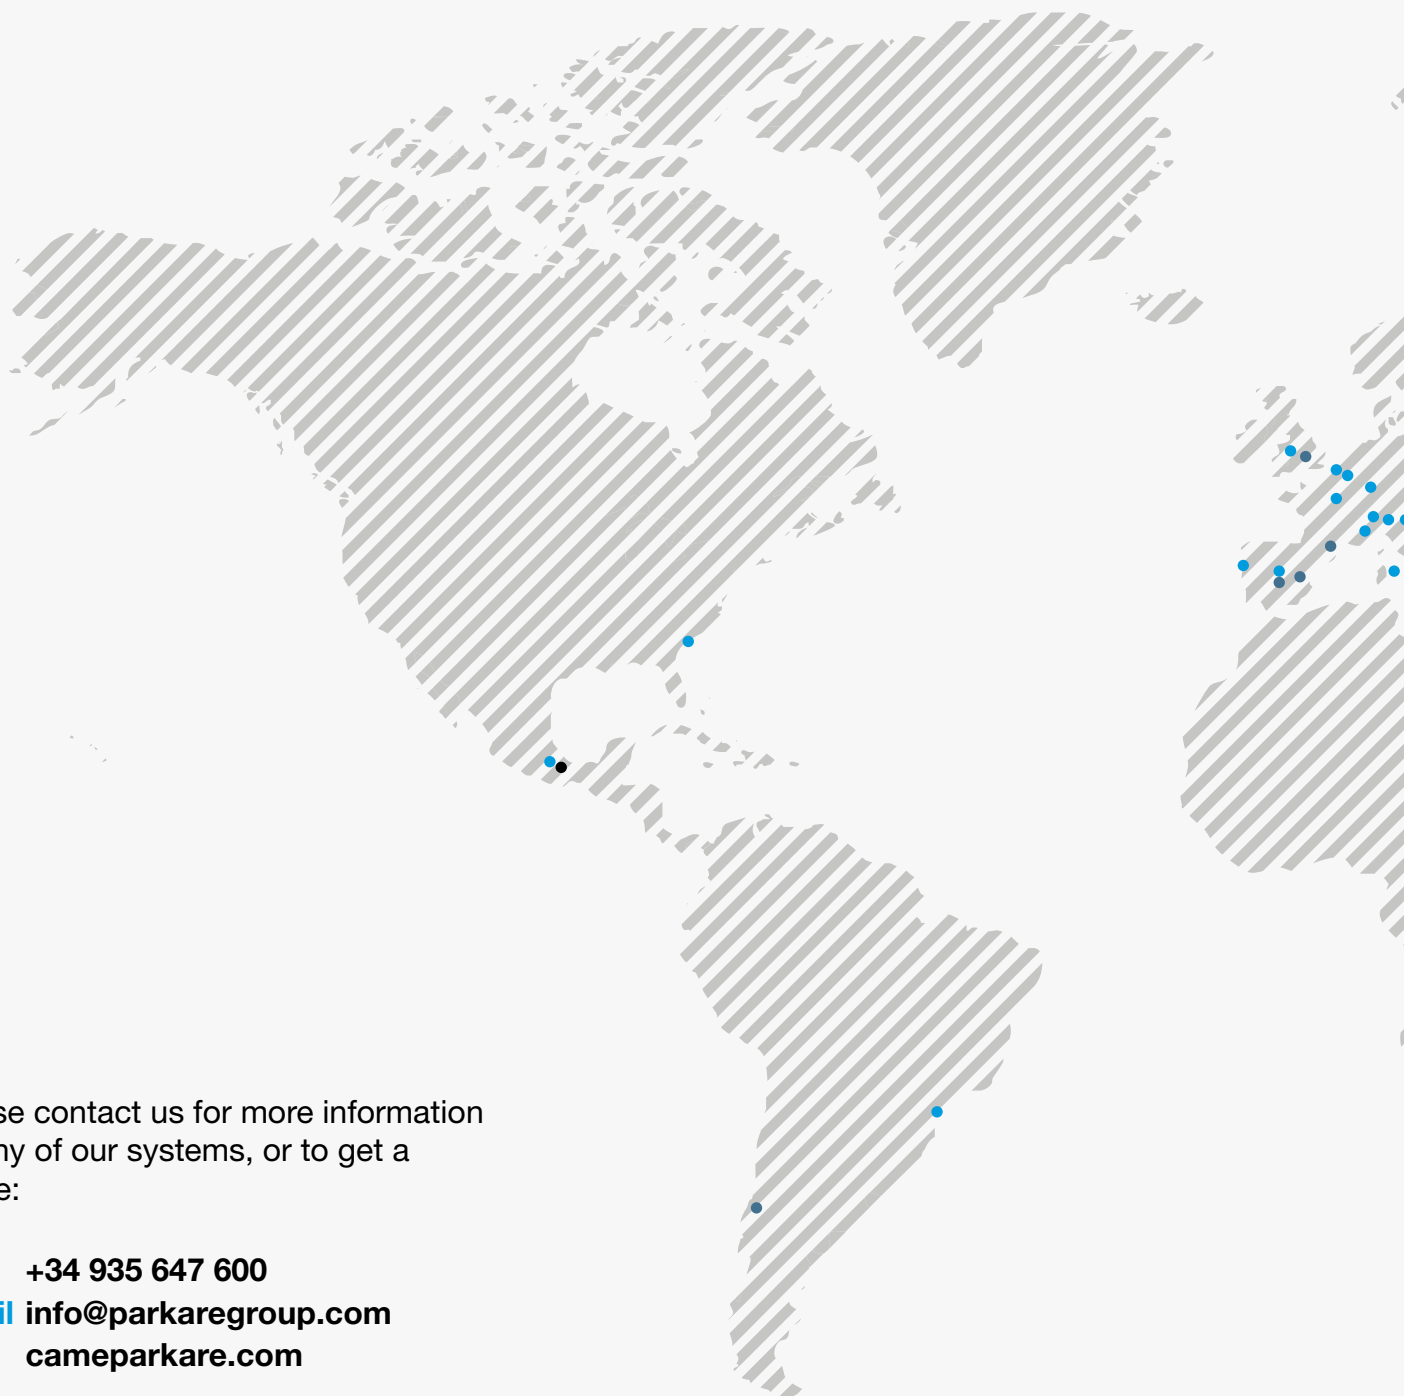 se contact us for more information
ny of our systems, or to get a
e:
+34 935 647 600
il info@parkaregroup.com
cameparkare.com